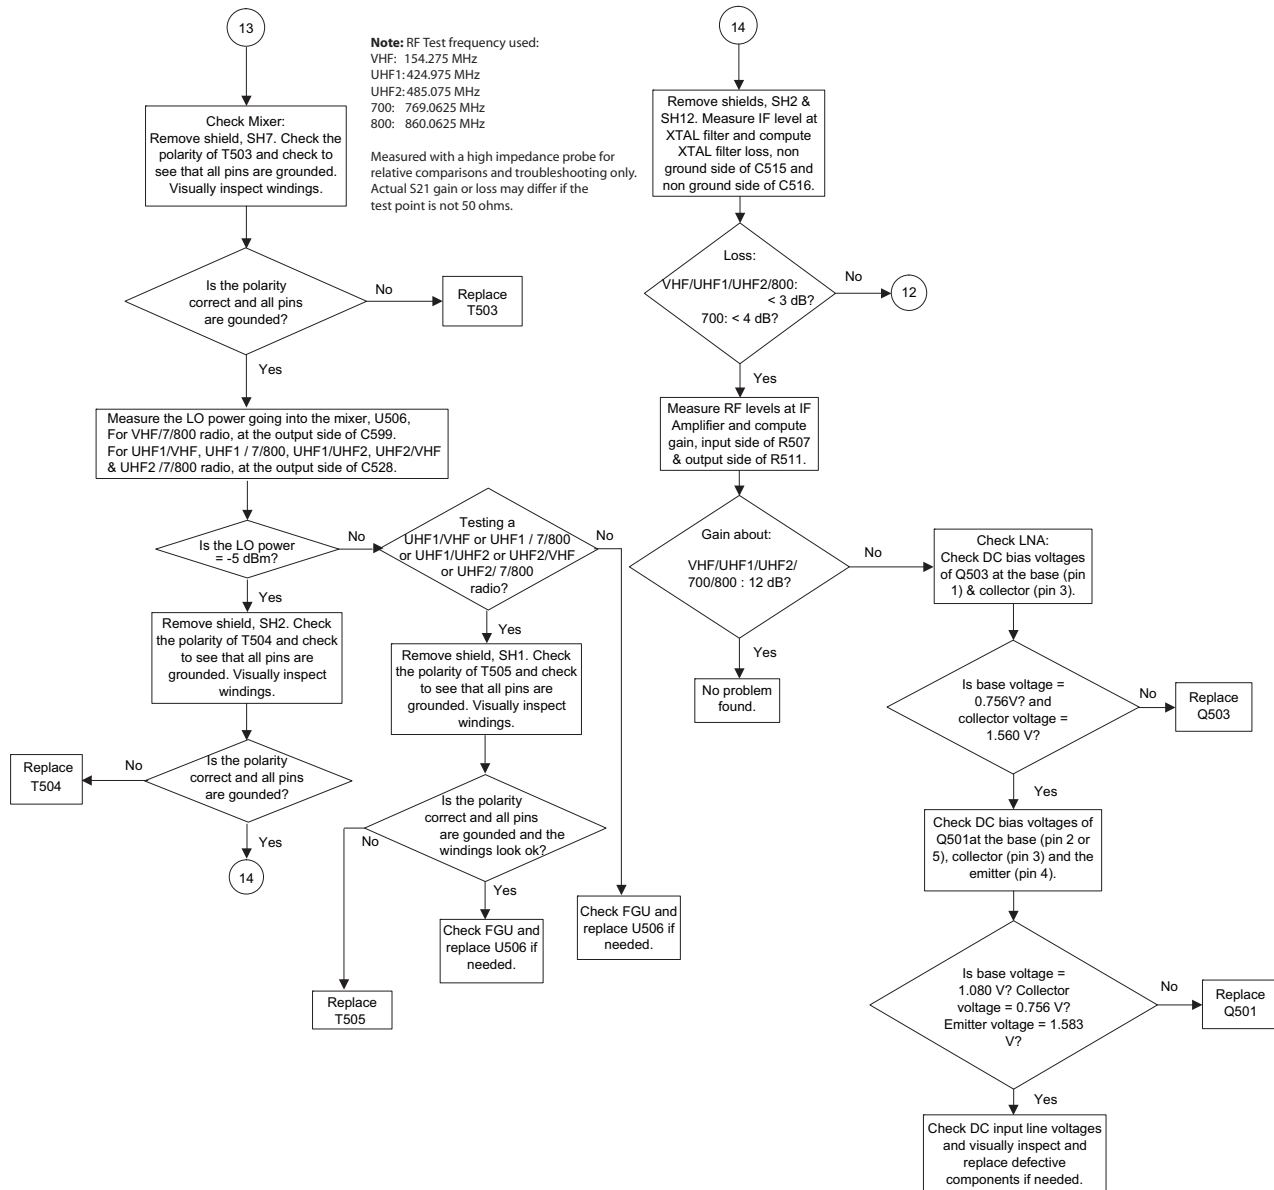 13
Note: RF Test frequency used:
VHF: 154.275 MHz
UHF1: 424.975 MHz
UHF2: 485.075 MHz
700: 769.0625 MHz
800: 860.0625 MHz
Measured with a high impedance probe for
relative comparisons and troubleshooting only.
Actual S21 gain or loss may differ if the
test point is not 50 ohms.
Check Mixer:
Remove shield, SH7. Check the
polarity of T503 and check to
see that all pins are grounded.
Visually inspect windings.
Is the polarity
correct and all pins
are gounded?
No
Replace
T503
Yes
Measure the LO power going into the mixer, U506,
For VHF/7/800 radio, at the output side of C599.
For UHF1/VHF, UHF1 / 7/800, UHF1/UHF2, UHF2/VHF
& UHF2 /7/800 radio, at the output side of C528.
Is the LO power
= -5 dBm?
No
Yes
Testing a
UHF1/VHF or UHF1 / 7/800
or UHF1/UHF2 or UHF2/VHF
or UHF2/ 7/800
radio?
No
Yes
Remove shield, SH2. Check
the polarity of T504 and check
to see that all pins are
grounded. Visually inspect
windings.
Is the polarity
correct and all pins
are gounded?
No
Replace
T504
Yes
14
Remove shield, SH1. Check
the polarity of T505 and check
to see that all pins are
grounded. Visually inspect
windings.
Is the polarity
correct and all pins
are gounded and the
windings look ok?
No
Replace
T505
Yes
Check FGU and
replace U506 if
needed.
Check FGU and
replace U506 if
needed.
14
Remove shields, SH2 &
SH12. Measure IF level at
XTAL filter and compute
XTAL filter loss, non
ground side of C515 and
non ground side of C516.
Loss:
VHF/UHF1/UHF2/800:
< 3 dB?
700: < 4 dB?
No
12
Yes
Measure RF levels at IF
Amplifier and compute
gain, input side of R507
& output side of R511.
Gain about:
VHF/UHF1/UHF2/
700/800 : 12 dB?
No
Yes
No problem
found.
Check LNA:
Check DC bias voltages
of Q503 at the base (pin
1) & collector (pin 3).
Is base voltage =
0.756V? and
collector voltage =
1.560 V?
No
Replace
Q503
Yes
Check DC bias voltages of
Q501at the base (pin 2 or
5), collector (pin 3) and the
emitter (pin 4).
Is base voltage =
1.080 V? Collector
voltage = 0.756 V?
Emitter voltage = 1.583
V?
No
Replace
Q501
Yes
Check DC input line voltages
and visually inspect and
replace defective
components if needed.